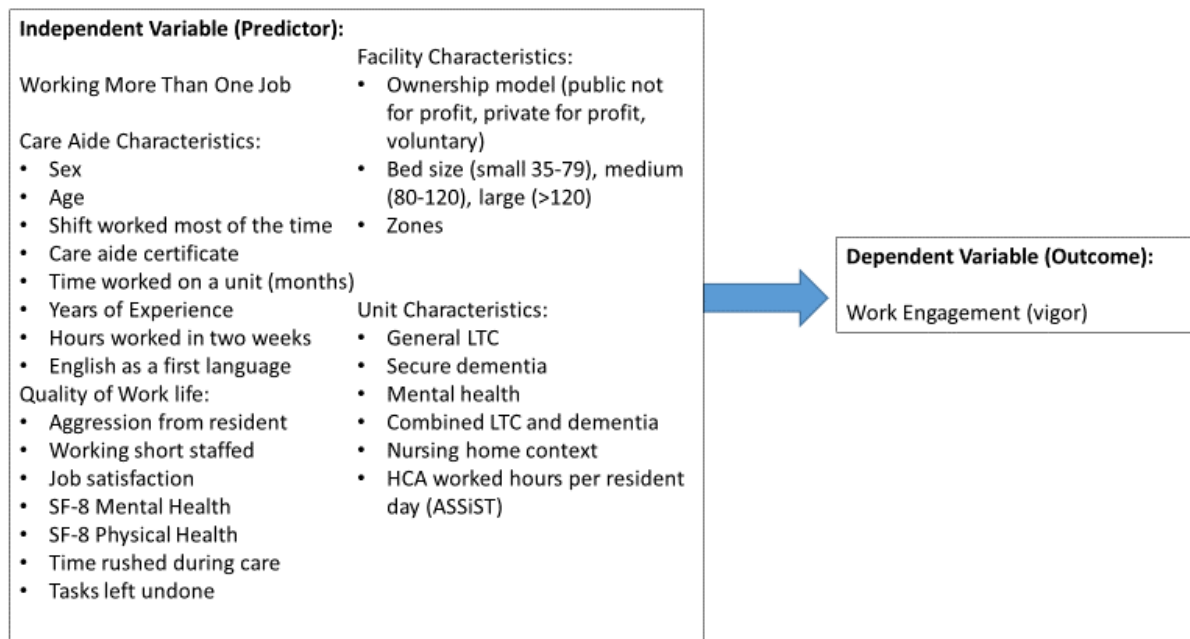 Independent Variable (Predictor):
Working More Than One Job
Care Aide Characteristics:
• Sex
• Age
• Shift worked most of the time
• Care aide certificate
• Time worked on a unit (months)
• Years of Experience
• Hours worked in two weeks
• English as a first language
Quality of Work life:
• Aggression from resident
• Working short staffed
• Job satisfaction
• SF-8 Mental Health
• SF-8 Physical Health
• Time rushed during care
• Tasks left undone
Facility Characteristics:
• Ownership model (public not
for profit, private for profit,
voluntary)
• Bed size (small 35-79), medium
(80-120), large (>120)
• Zones
Unit Characteristics:
• General LTC
• Secure dementia
• Mental health
• Combined LTC and dementia
• Nursing home context
• HCA worked hours per resident
day (ASSiST)
Dependent Variable (Outcome):
Work Engagement (vigor)